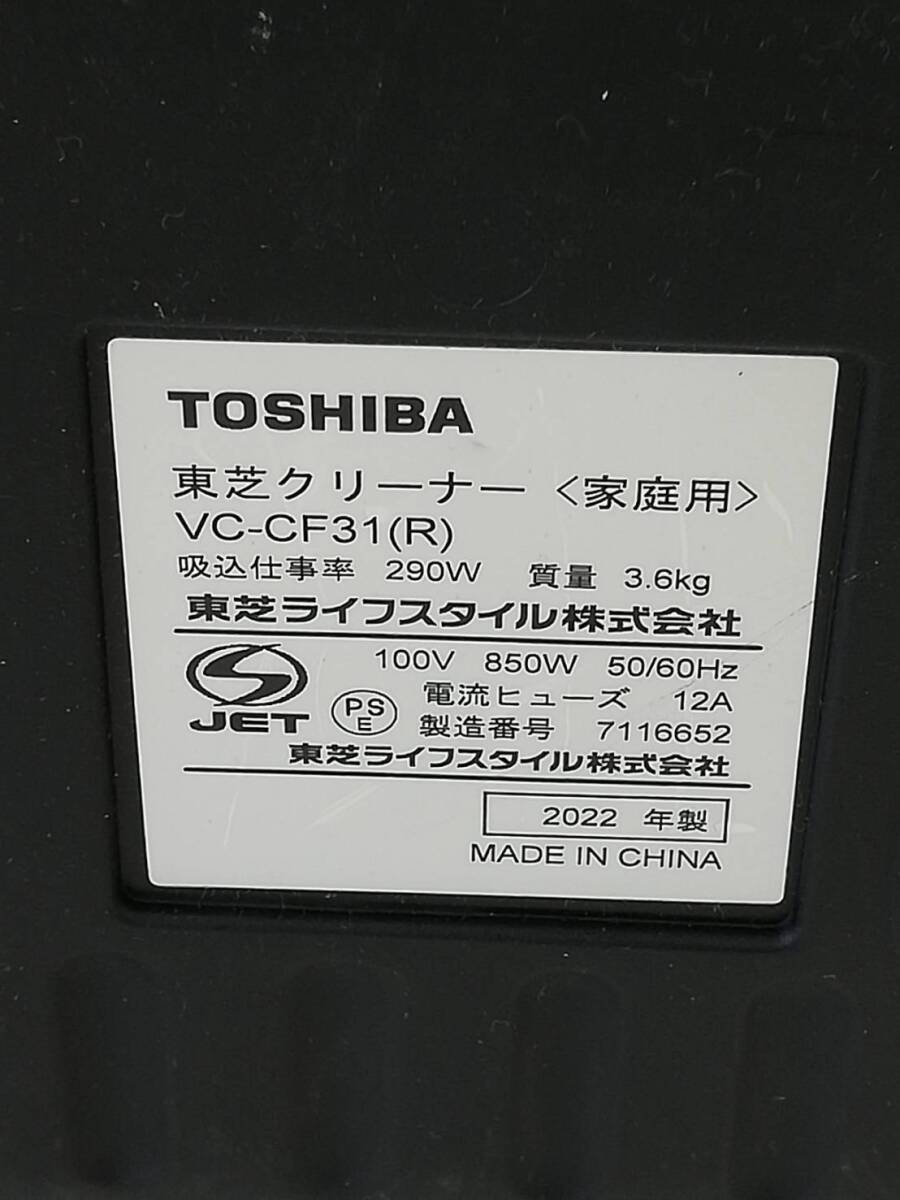 TOSHIBA
東芝クリーナー〈家庭用〉
VC-CF31(R)
吸込仕事率 290W 質量 3.6kg
東芝ライフスタイル株式会社
100V 850W 50/60Hz
電流ヒューズ 12A
JET
PS
E
製造番号 7116652
東芝ライフスタイル株式会社
2022 年製
MADE IN CHINA